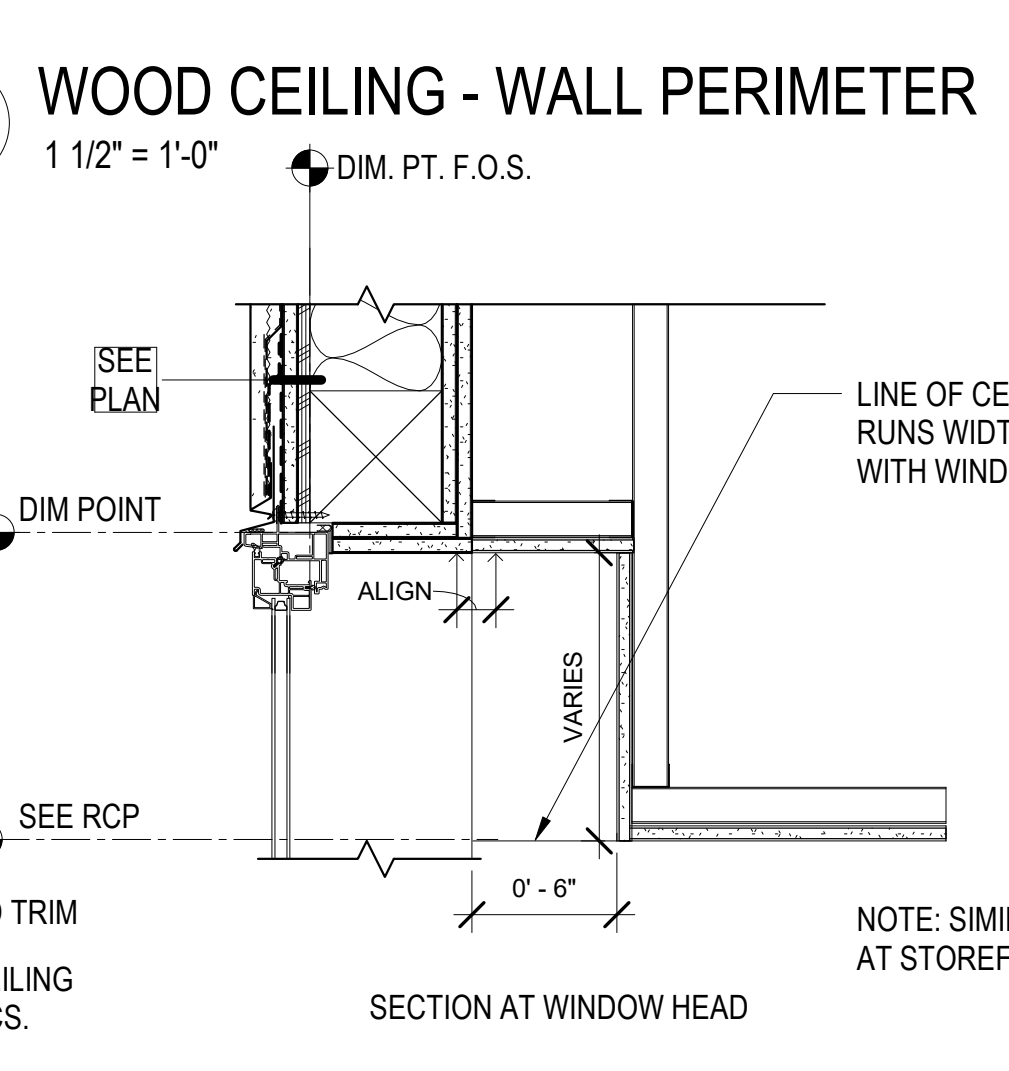 WOOD CEILING - WALL PERIMETER
1 1/2" = 1'-0"
DIM. PT. F.O.S.
SEE
PLAN
LINE OF CE
RUNS WIDT
WITH WIND
DIM POINT
ALIGN
VARIES
SEE RCP
0' - 6"
TRIM
EILING
CS.
NOTE: SIMI
AT STOREF
SECTION AT WINDOW HEAD